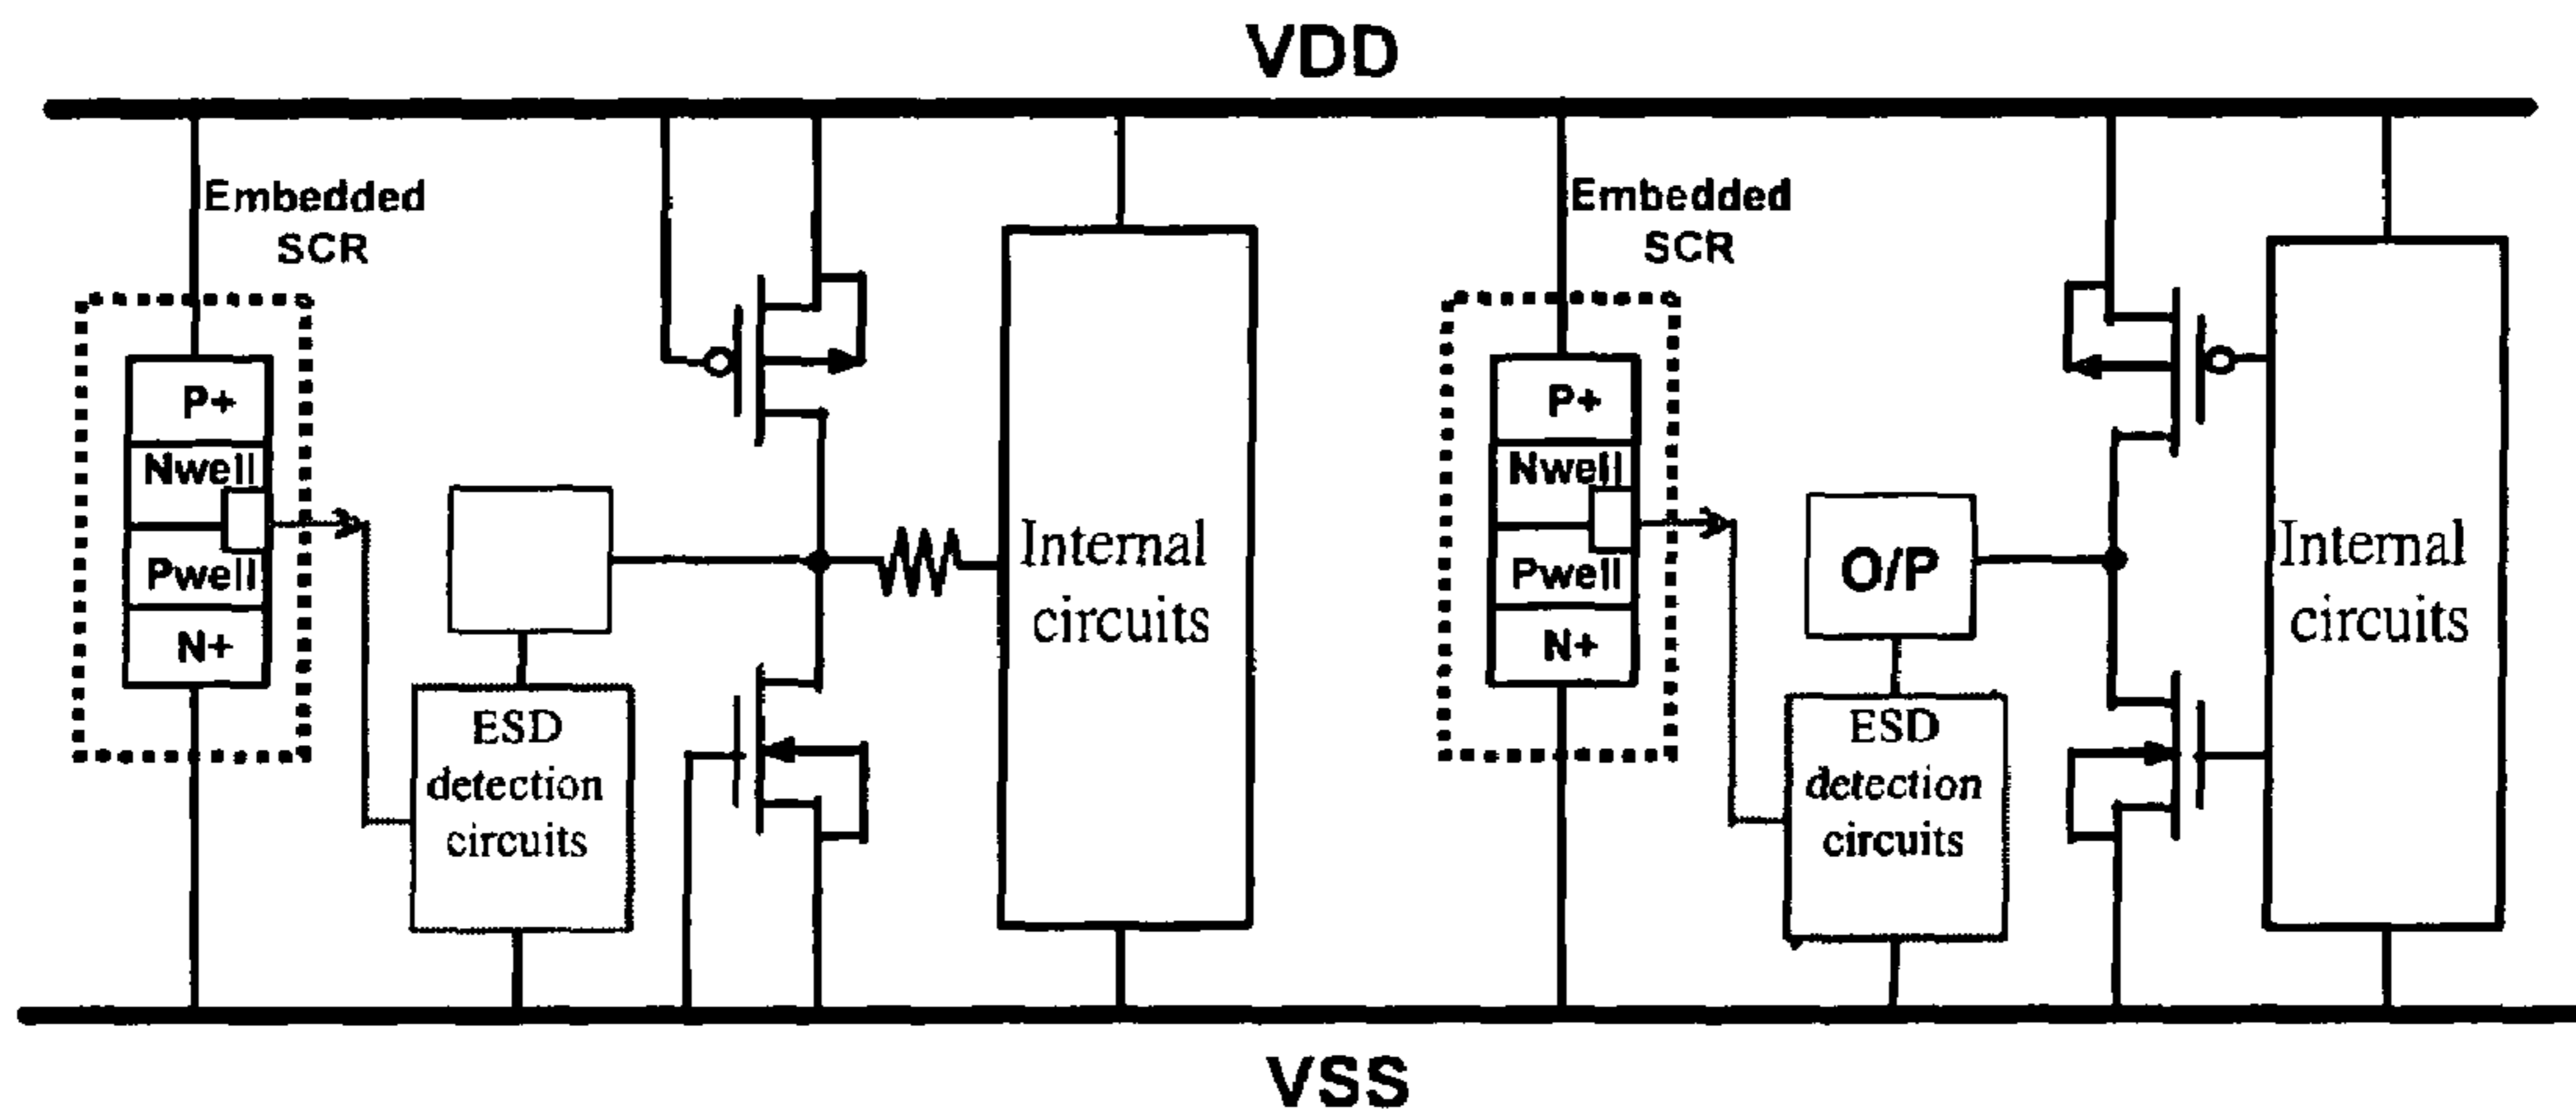 VDD
Embedded
SCR
P+
Nwell
Pwell
N+
ESD
detection
circuits
Internal
circuits
Embedded
SCR
P+
Nwell
Pwell
N+
O/P
ESD
detection
circuits
Internal
circuits
VSS